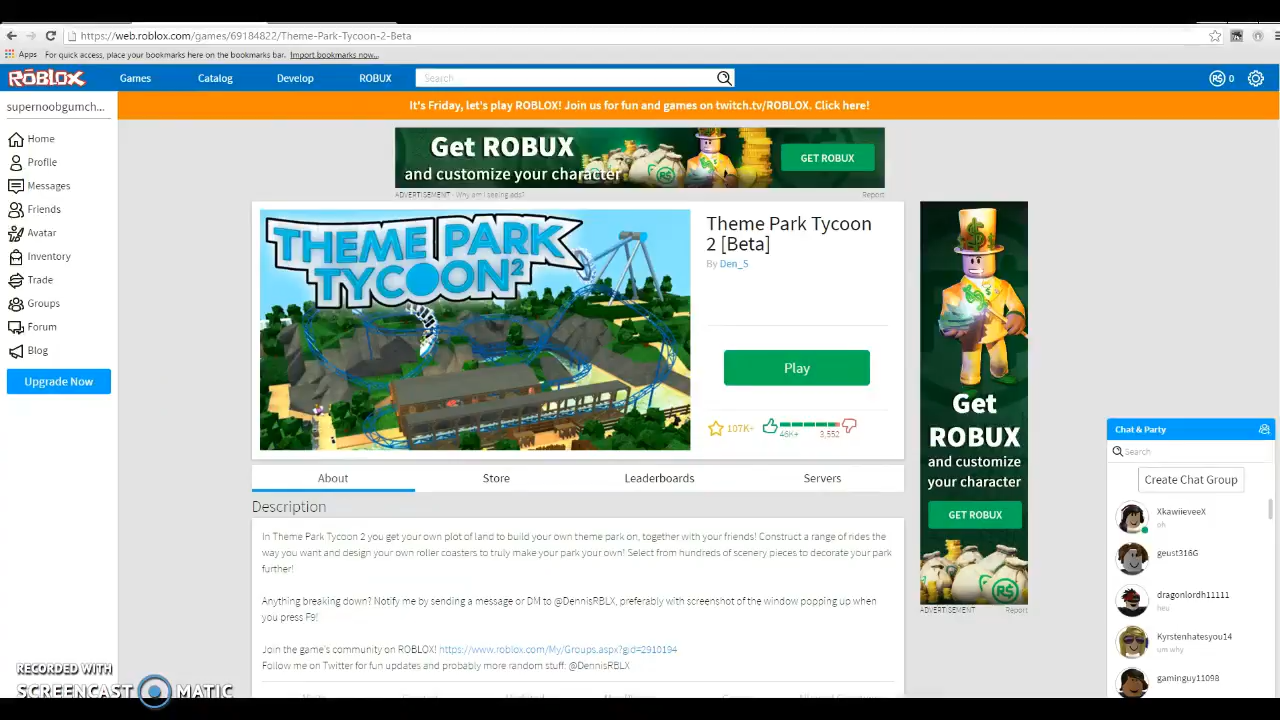 https://web.roblox.com/games/69184822/Theme-Park-Tycoon-2-Beta
Apps For quick access, place your bookmarks here on the bookmarks bar. Import bookmarks now...
ROBLOX Games Catalog Develop ROBUX Search 0
supernoobgumch...
It's Friday, let's play ROBLOX! Join us for fun and games on twitch.tv/ROBLOX. Click here!
Home
Profile
Messages
Friends
Avatar
Inventory
Trade
Groups
Forum
Blog
Upgrade Now
Get ROBUX
and customize your character
GET ROBUX
ADVERTISEMENT - Why am I seeing ads? Report
THEME PARK
TYCOON 2
Theme Park Tycoon
2 [Beta]
By Den_S
Play
107K+ 46K+ 3,552
About Store Leaderboards Servers
Description
In Theme Park Tycoon 2 you get your own plot of land to build your own theme park on, together with your friends! Construct a range of rides the
way you want and design your own roller coasters to truly make your park your own! Select from hundreds of scenery pieces to decorate your park
further!
Anything breaking down? Notify me by sending a message or DM to @DennisRBLX, preferably with screenshot of the window popping up when
you press F9!
Join the game's community on ROBLOX! https://www.roblox.com/My/Groups.aspx?gid=2910194
Follow me on Twitter for fun updates and probably more random stuff: @DennisRBLX
Get
ROBUX
and customize
your character
GET ROBUX
R$
ADVERTISEMENT Report
Chat & Party
Search
Create Chat Group
XkawiieveeX
oh
geust316G
dragonlordh11111
heu
Kyrstenhatesyou14
um why
gaminguy11098
RECORDED WITH
SCREENCAST MATIC